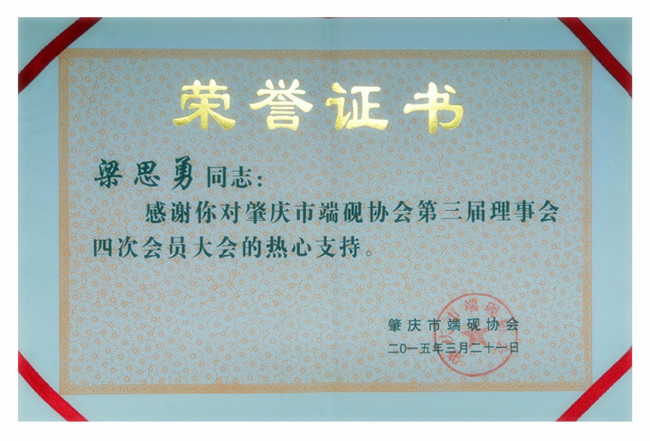 荣誉证书
梁思勇同志：
感谢你对肇庆市端砚协会第三届理事会
四次会员大会的热心支持。
肇庆市端砚协会
二〇一五年三月二十一日